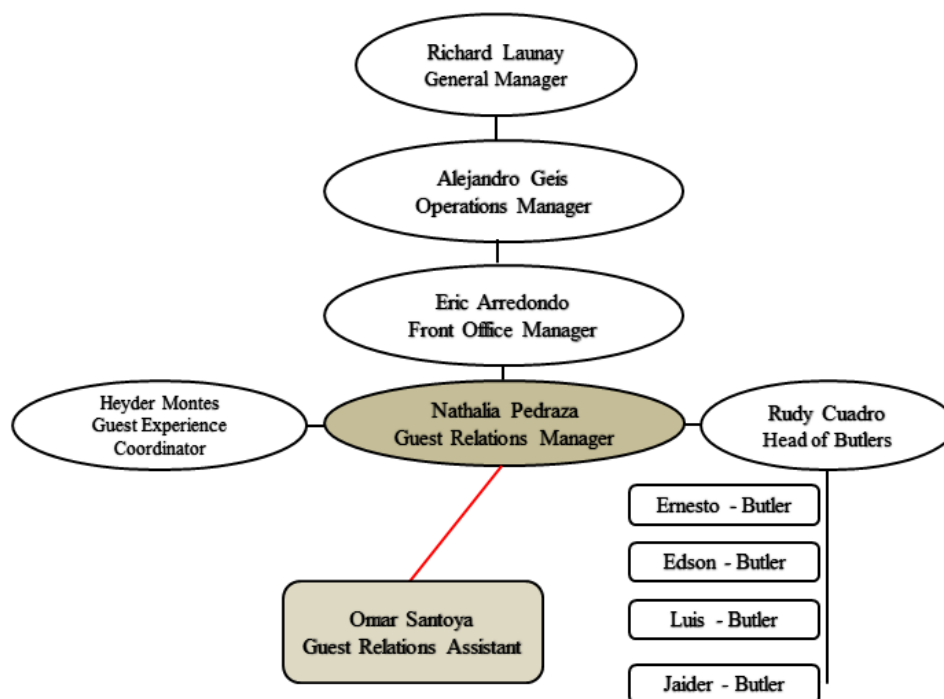 Richard Launay
General Manager
Alejandro Geis
Operations Manager
Eric Arredondo
Front Office Manager
Heyder Montes
Guest Experience
Coordinator
Nathalia Pedraza
Guest Relations Manager
Rudy Cuadro
Head of Butlers
Ernesto - Butler
Edson - Butler
Luis - Butler
Jaider - Butler
Omar Santoya
Guest Relations Assistant